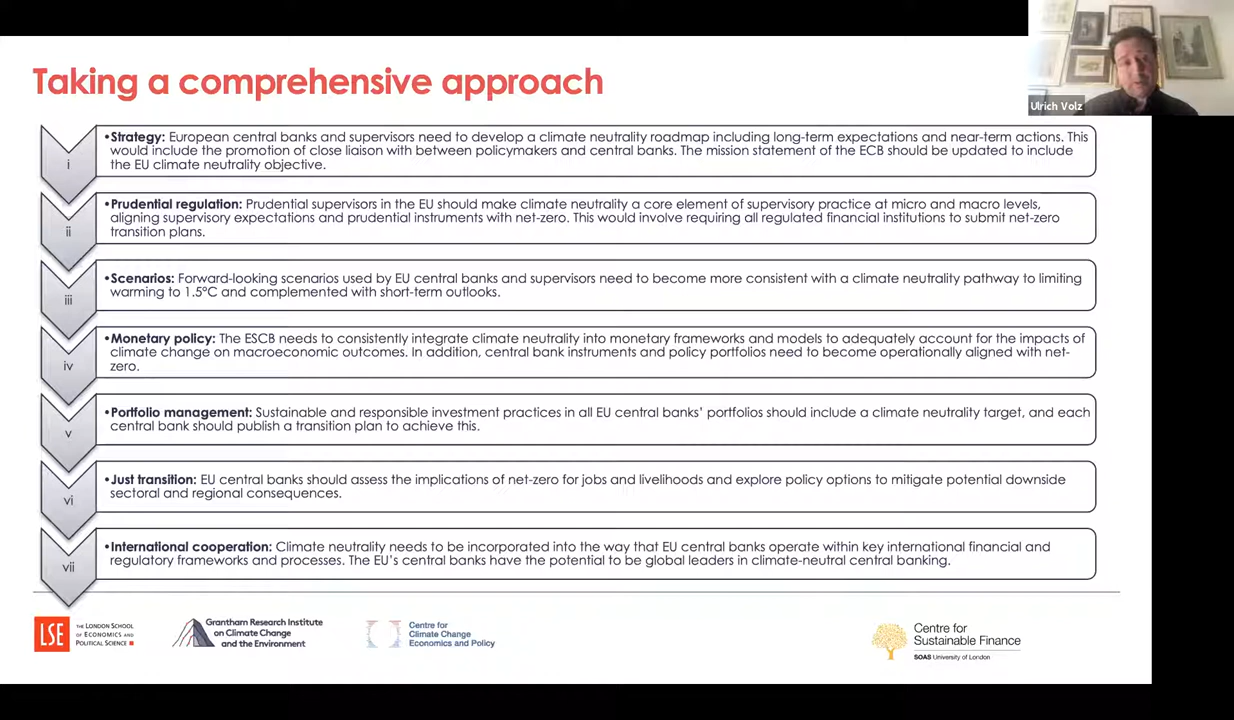 Taking a comprehensive approach
Ulrich Volz
i
•Strategy: European central banks and supervisors need to develop a climate neutrality roadmap including long-term expectations and near-term actions. This
would include the promotion of close liaison with between policymakers and central banks. The mission statement of the ECB should be updated to include
the EU climate neutrality objective.
ii
•Prudential regulation: Prudential supervisors in the EU should make climate neutrality a core element of supervisory practice at micro and macro levels,
aligning supervisory expectations and prudential instruments with net-zero. This would involve requiring all regulated financial institutions to submit net-zero
transition plans.
iii
•Scenarios: Forward-looking scenarios used by EU central banks and supervisors need to become more consistent with a climate neutrality pathway to limiting
warming to 1.5°C and complemented with short-term outlooks.
iv
•Monetary policy: The ESCB needs to consistently integrate climate neutrality into monetary frameworks and models to adequately account for the impacts of
climate change on macroeconomic outcomes. In addition, central bank instruments and policy portfolios need to become operationally aligned with net-
zero.
v
•Portfolio management: Sustainable and responsible investment practices in all EU central banks' portfolios should include a climate neutrality target, and each
central bank should publish a transition plan to achieve this.
vi
•Just transition: EU central banks should assess the implications of net-zero for jobs and livelihoods and explore policy options to mitigate potential downside
sectoral and regional consequences.
vii
•International cooperation: Climate neutrality needs to be incorporated into the way that EU central banks operate within key international financial and
regulatory frameworks and processes. The EU's central banks have the potential to be global leaders in climate-neutral central banking.
LSE
THE LONDON SCHOOL
OF ECONOMICS AND
POLITICAL SCIENCE
Grantham Research Institute
on Climate Change
and the Environment
Centre for
Climate Change
Economics and Policy
Centre for
Sustainable Finance
SOAS University of London